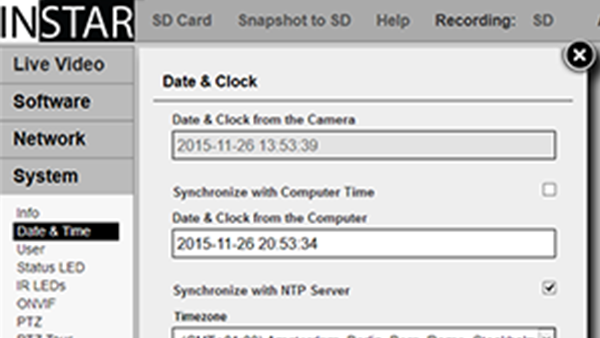 INSTAR
SD Card Snapshot to SD Help Recording: SD
Live Video
Software
Network
System
Info
Date & Time
User
Status LED
IR LEDs
ONVIF
PTZ
PTZ Tour
Date & Clock
Date & Clock from the Camera
2015-11-26 13:53:39
Synchronize with Computer Time
Date & Clock from the Computer
2015-11-26 20:53:34
Synchronize with NTP Server
Timezone
Amsterdam,